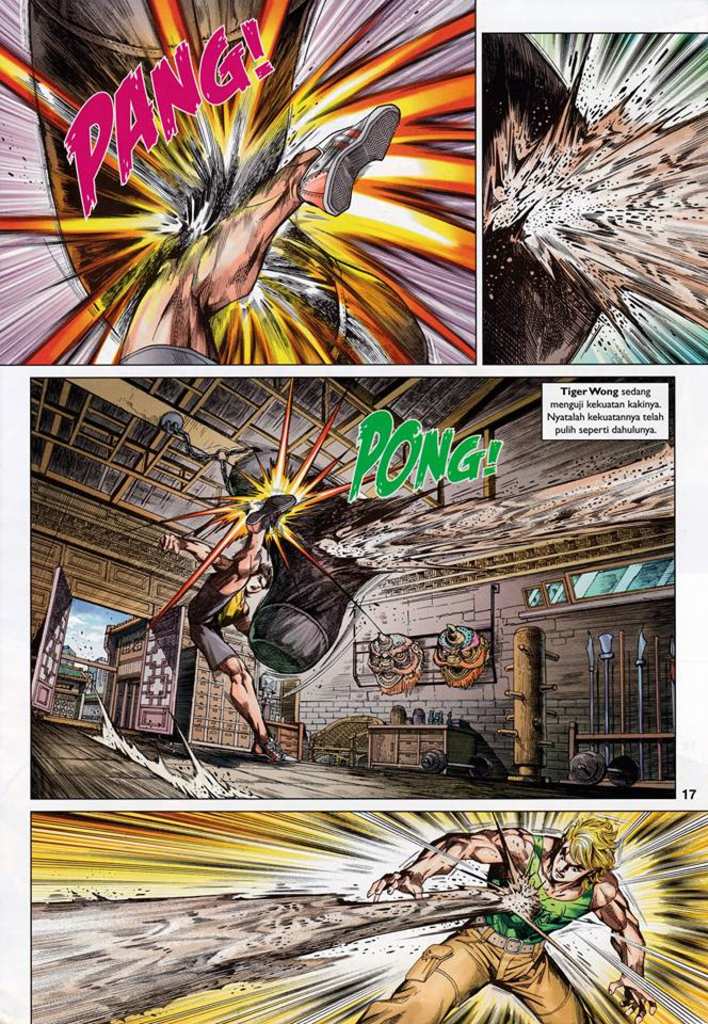 PANG!
Tiger Wong sedang
menguji kekuatan kakinya.
Nyatalah kekuatannya telah
pulih seperti dahulunya.
PONG!
17